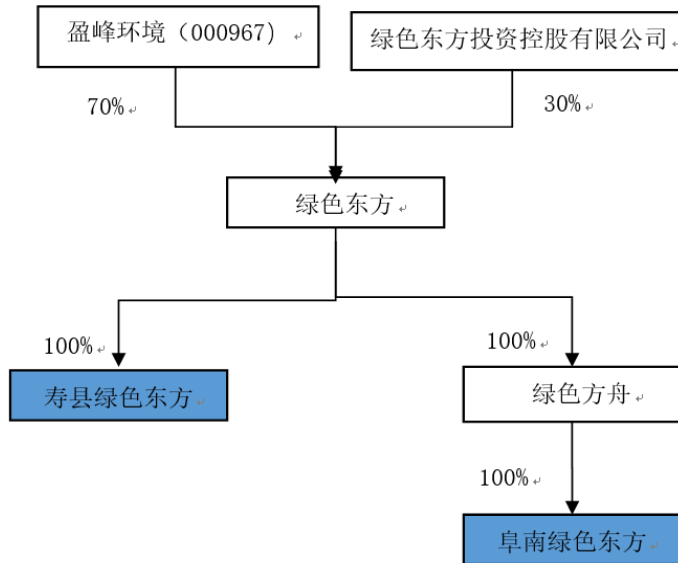 盈峰环境（000967）
绿色东方投资控股有限公司
70%
30%
绿色东方
100%
100%
寿县绿色东方
绿色方舟
100%
阜南绿色东方